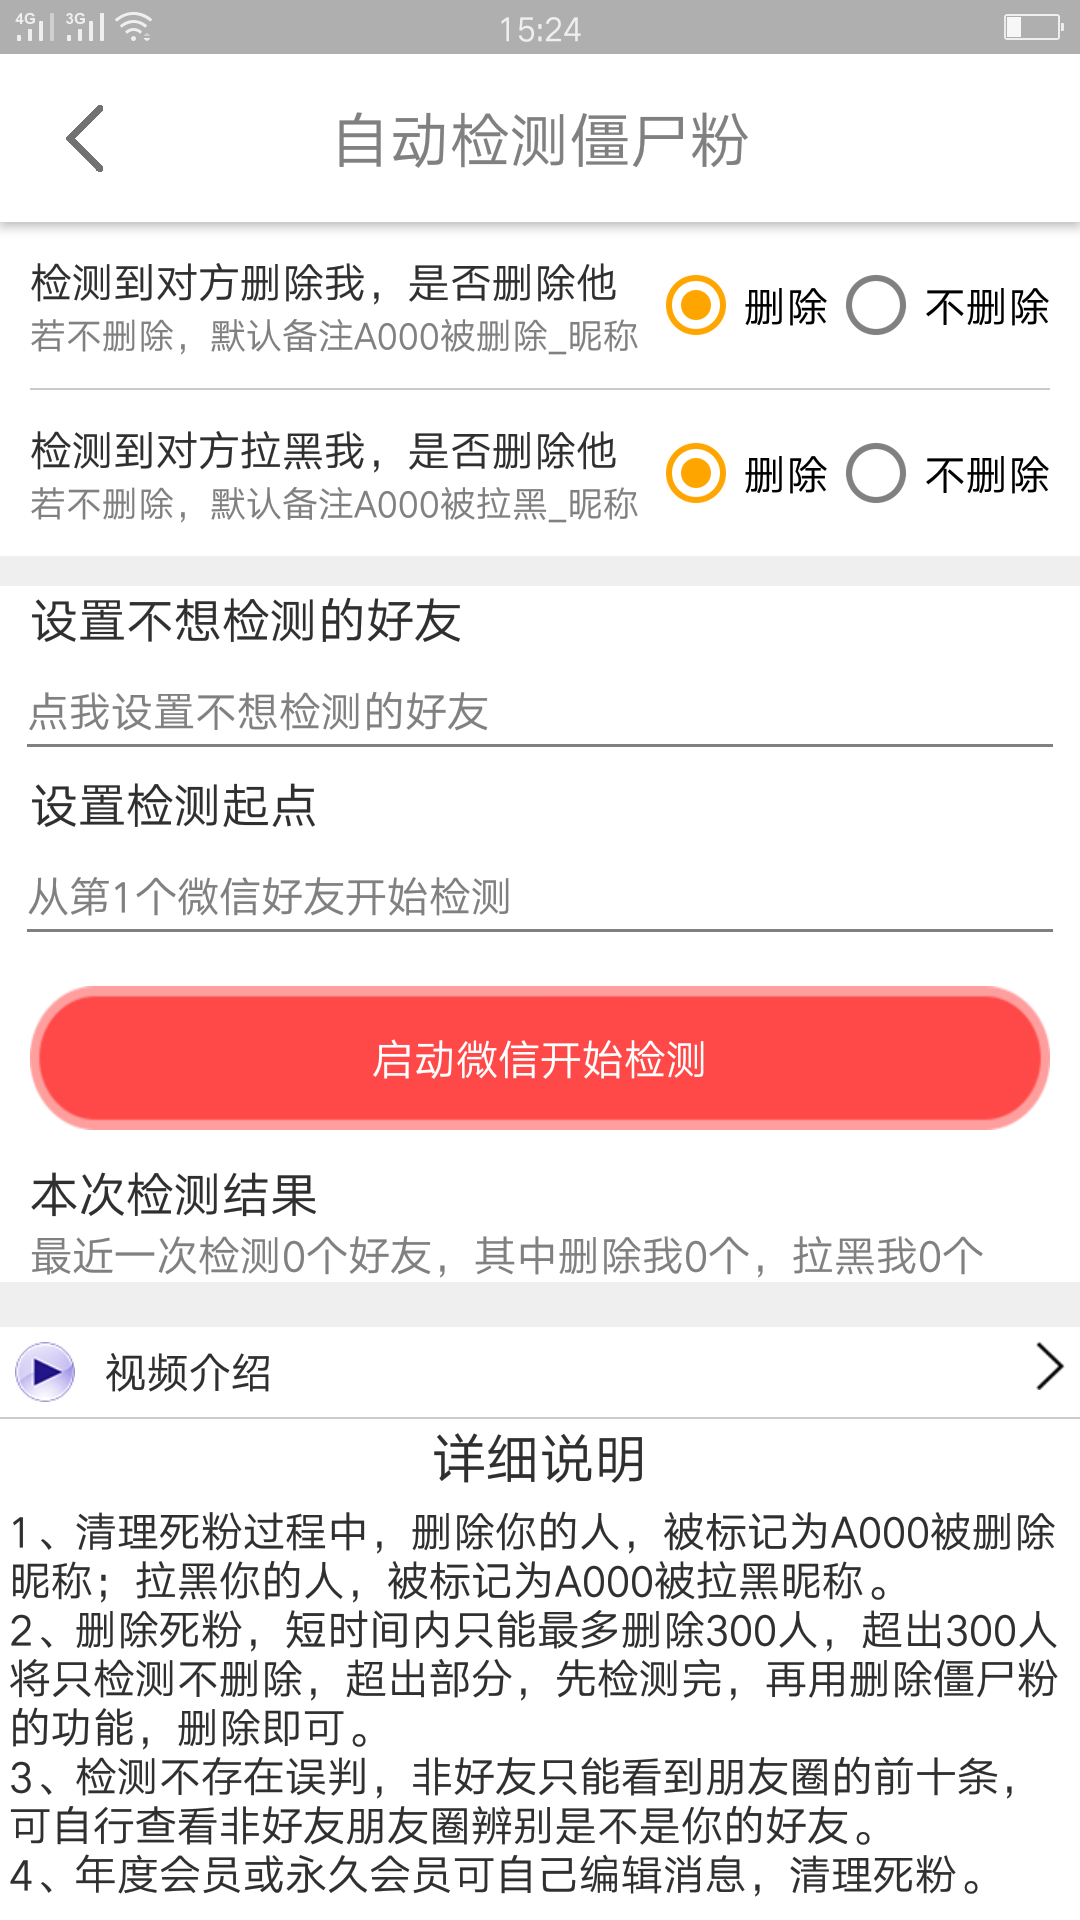 4G 3G 15:24
自动检测僵尸粉
检测到对方删除我，是否删除他
若不删除，默认备注A000被删除_昵称
删除 不删除
检测到对方拉黑我，是否删除他
若不删除，默认备注A000被拉黑_昵称
删除 不删除
设置不想检测的好友
点我设置不想检测的好友
设置检测起点
从第1个微信好友开始检测
启动微信开始检测
本次检测结果
最近一次检测0个好友，其中删除我0个，拉黑我0个
视频介绍
详细说明
1、清理死粉过程中，删除你的人，被标记为A000被删除
昵称；拉黑你的人，被标记为A000被拉黑昵称。
2、删除死粉，短时间内只能最多删除300人，超出300人
将只检测不删除，超出部分，先检测完，再用删除僵尸粉
的功能，删除即可。
3、检测不存在误判，非好友只能看到朋友圈的前十条，
可自行查看非好友朋友圈辨别是不是你的好友。
4、年度会员或永久会员可自己编辑消息，清理死粉。